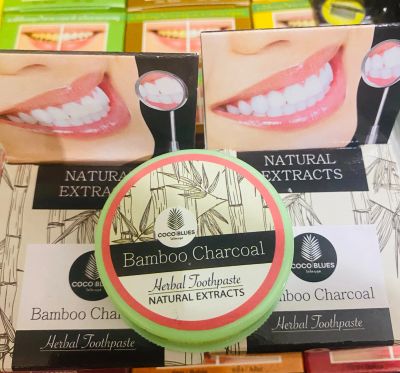 NATURAL
EXTRACTS
COCO BLUES
Bamboo Charcoal
Herbal Toothpaste
NATURAL
EXTRACTS
COCO BLUES
Bamboo Charcoal
Herbal Toothpaste
COCO BLUES
Bamboo Charcoal
Herbal Toothpaste
NATURAL EXTRACTS